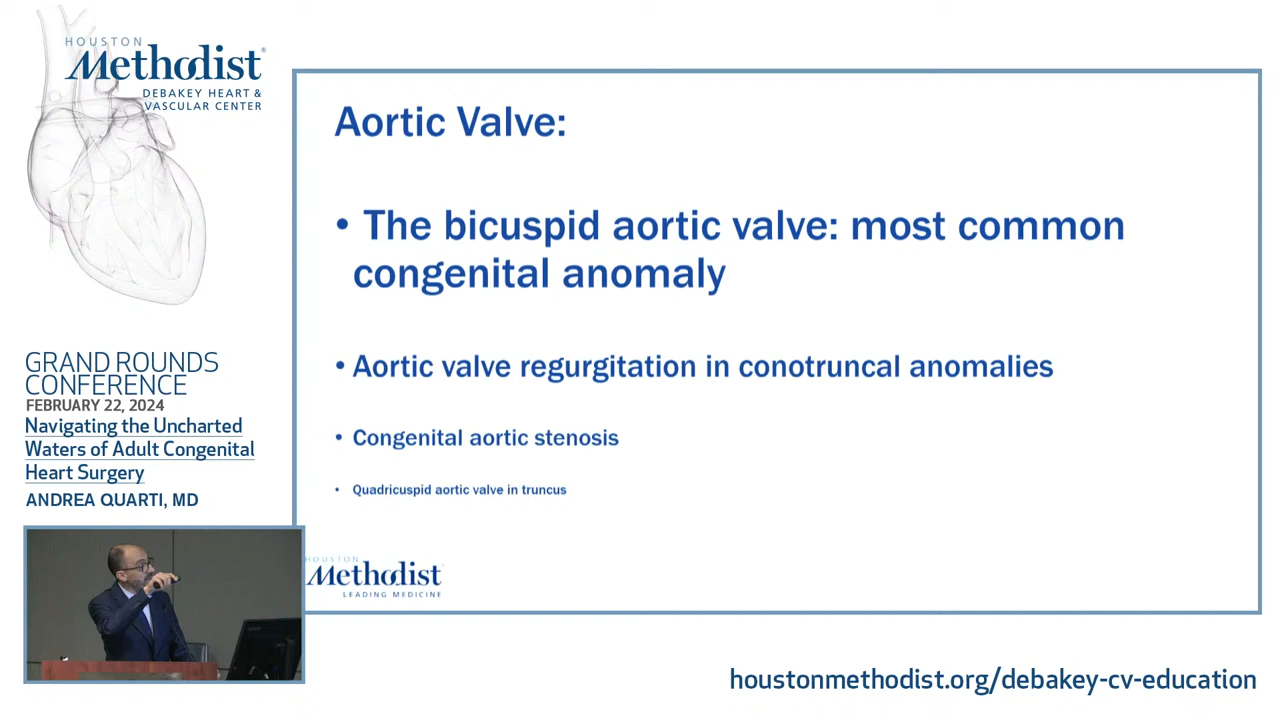 HOUSTON
Methodist®
DEBAKEY HEART &
VASCULAR CENTER
GRAND ROUNDS
CONFERENCE
FEBRUARY 22, 2024
Navigating the Uncharted
Waters of Adult Congenital
Heart Surgery
ANDREA QUARTI, MD
Aortic Valve:
• The bicuspid aortic valve: most common
congenital anomaly
• Aortic valve regurgitation in conotruncal anomalies
• Congenital aortic stenosis
• Quadricuspid aortic valve in truncus
HOUSTON
Methodist
LEADING MEDICINE
houstonmethodist.org/debakey-cv-education